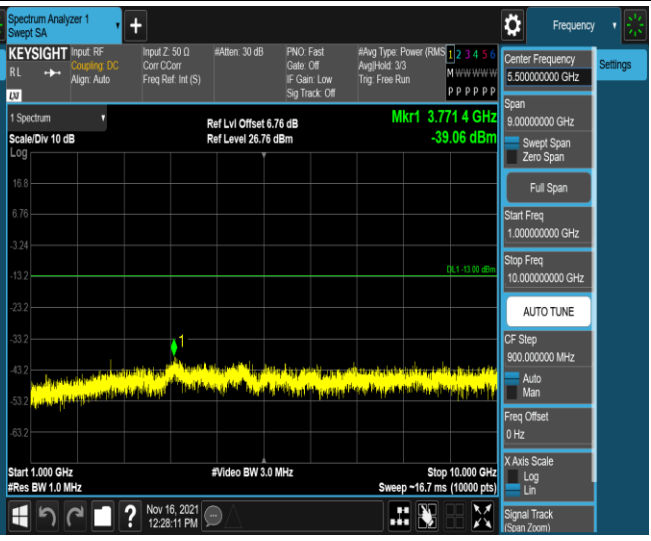 Spectrum Analyzer 1
Swept SA
Frequency
KEYSIGHT
Input: RF
Input Z: 50 Ω
#Atten: 30 dB
PNO: Fast
#Avg Type: Power (RMS
1 2 3 4 5 6
RL
Coupling: DC
Corr CCorr
Gate: Off
Avg|Hold: 3/3
M W W W W W
Align: Auto
Freq Ref: Int (S)
IF Gain: Low
Trig: Free Run
Sig Track: Off
P P P P P P
LXI
1 Spectrum
Ref Lvl Offset 6.76 dB
Mkr1 3.771 4 GHz
Scale/Div 10 dB
Ref Level 26.76 dBm
-39.06 dBm
Log
16.8
6.76
-3.24
-13.2
DL1 -13.00 dBm
-23.2
-33.2
1
-43.2
-53.2
-63.2
Start 1.000 GHz
#Video BW 3.0 MHz
Stop 10.000 GHz
#Res BW 1.0 MHz
Sweep ~16.7 ms (10000 pts)
?
Nov 16, 2021
12:28:11 PM
Center Frequency
5.500000000 GHz
Settings
Span
9.00000000 GHz
Swept Span
Zero Span
Full Span
Start Freq
1.000000000 GHz
Stop Freq
10.000000000 GHz
AUTO TUNE
CF Step
900.000000 MHz
Auto
Man
Freq Offset
0 Hz
X Axis Scale
Log
Lin
Signal Track
(Span Zoom)